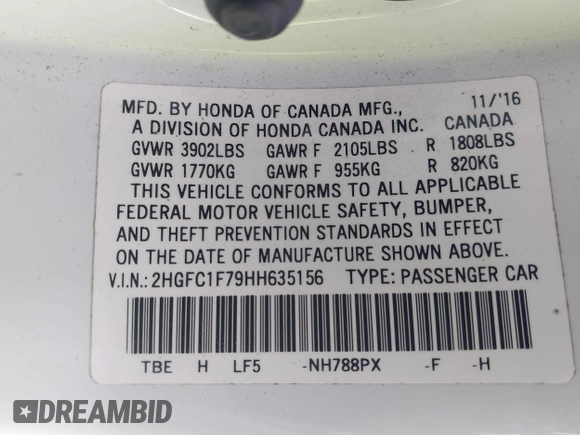 MFD. BY HONDA OF CANADA MFG., 11/'16
A DIVISION OF HONDA CANADA INC. CANADA
GVWR 3902LBS GAWR F 2105LBS R 1808LBS
GVWR 1770KG GAWR F 955KG R 820KG
THIS VEHICLE CONFORMS TO ALL APPLICABLE
FEDERAL MOTOR VEHICLE SAFETY, BUMPER,
AND THEFT PREVENTION STANDARDS IN EFFECT
ON THE DATE OF MANUFACTURE SHOWN ABOVE.
V.I.N.: 2HGFC1F79HH635156 TYPE: PASSENGER CAR
TBE H LF5 -NH788PX -F -H
DREAMBID